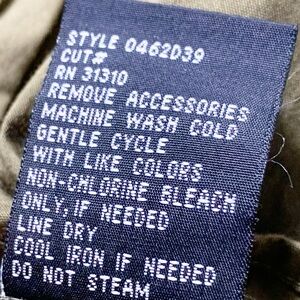 STYLE 0462D39
CUT#
RN 31310
REMOVE ACCESSORIES
MACHINE WASH COLD
GENTLE CYCLE
WITH LIKE COLORS
NON-CHLORINE BLEACH
ONLY, IF NEEDED
LINE DRY
COOL IRON IF NEEDED
DO NOT STEAM